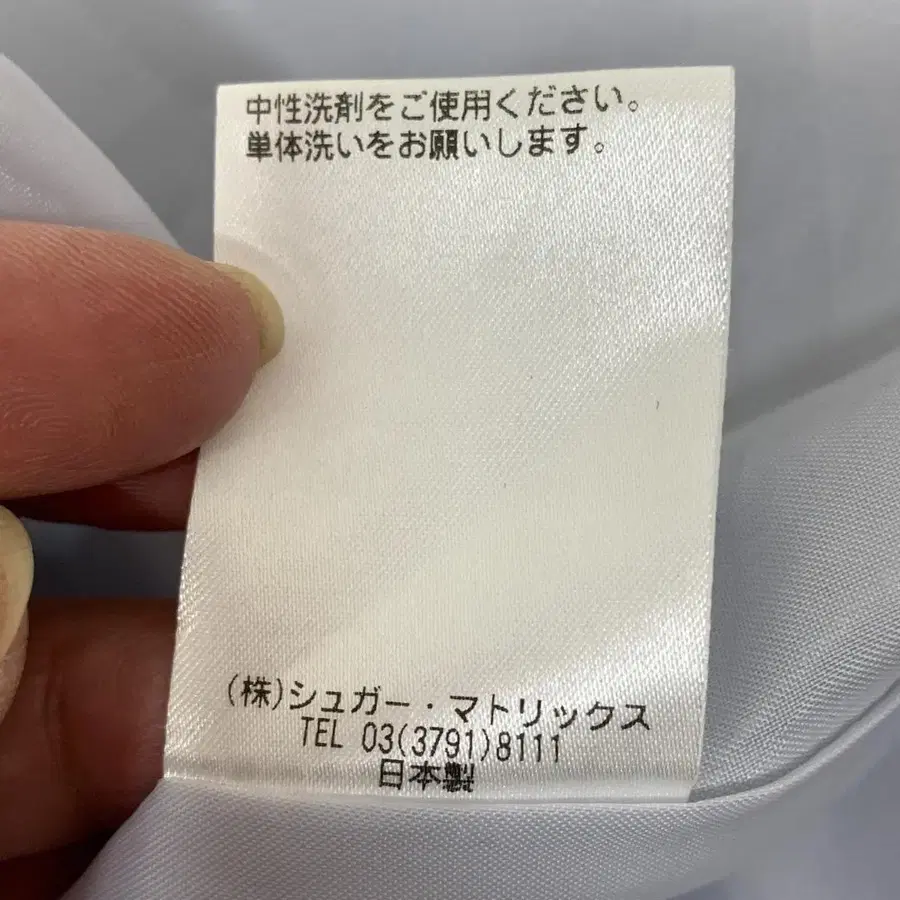 中性洗剤をご使用ください。
単体洗いをお願いします。
(株)シュガー・マトリックス
TEL 03(3791)8111
日本製